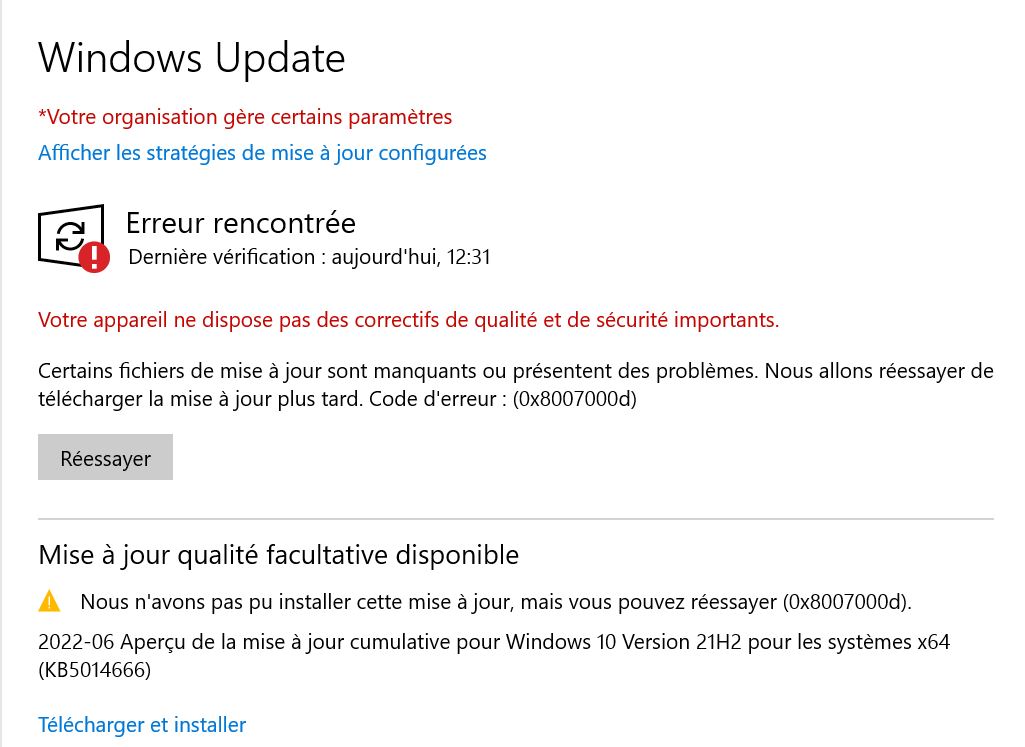 Windows Update
*Votre organisation gère certains paramètres
Afficher les stratégies de mise à jour configurées
Erreur rencontrée
Dernière vérification : aujourd'hui, 12:31
Votre appareil ne dispose pas des correctifs de qualité et de sécurité importants.
Certains fichiers de mise à jour sont manquants ou présentent des problèmes. Nous allons réessayer de
télécharger la mise à jour plus tard. Code d'erreur : (0x8007000d)
Réessayer
Mise à jour qualité facultative disponible
Nous n'avons pas pu installer cette mise à jour, mais vous pouvez réessayer (0x8007000d).
2022-06 Aperçu de la mise à jour cumulative pour Windows 10 Version 21H2 pour les systèmes x64
(KB5014666)
Télécharger et installer